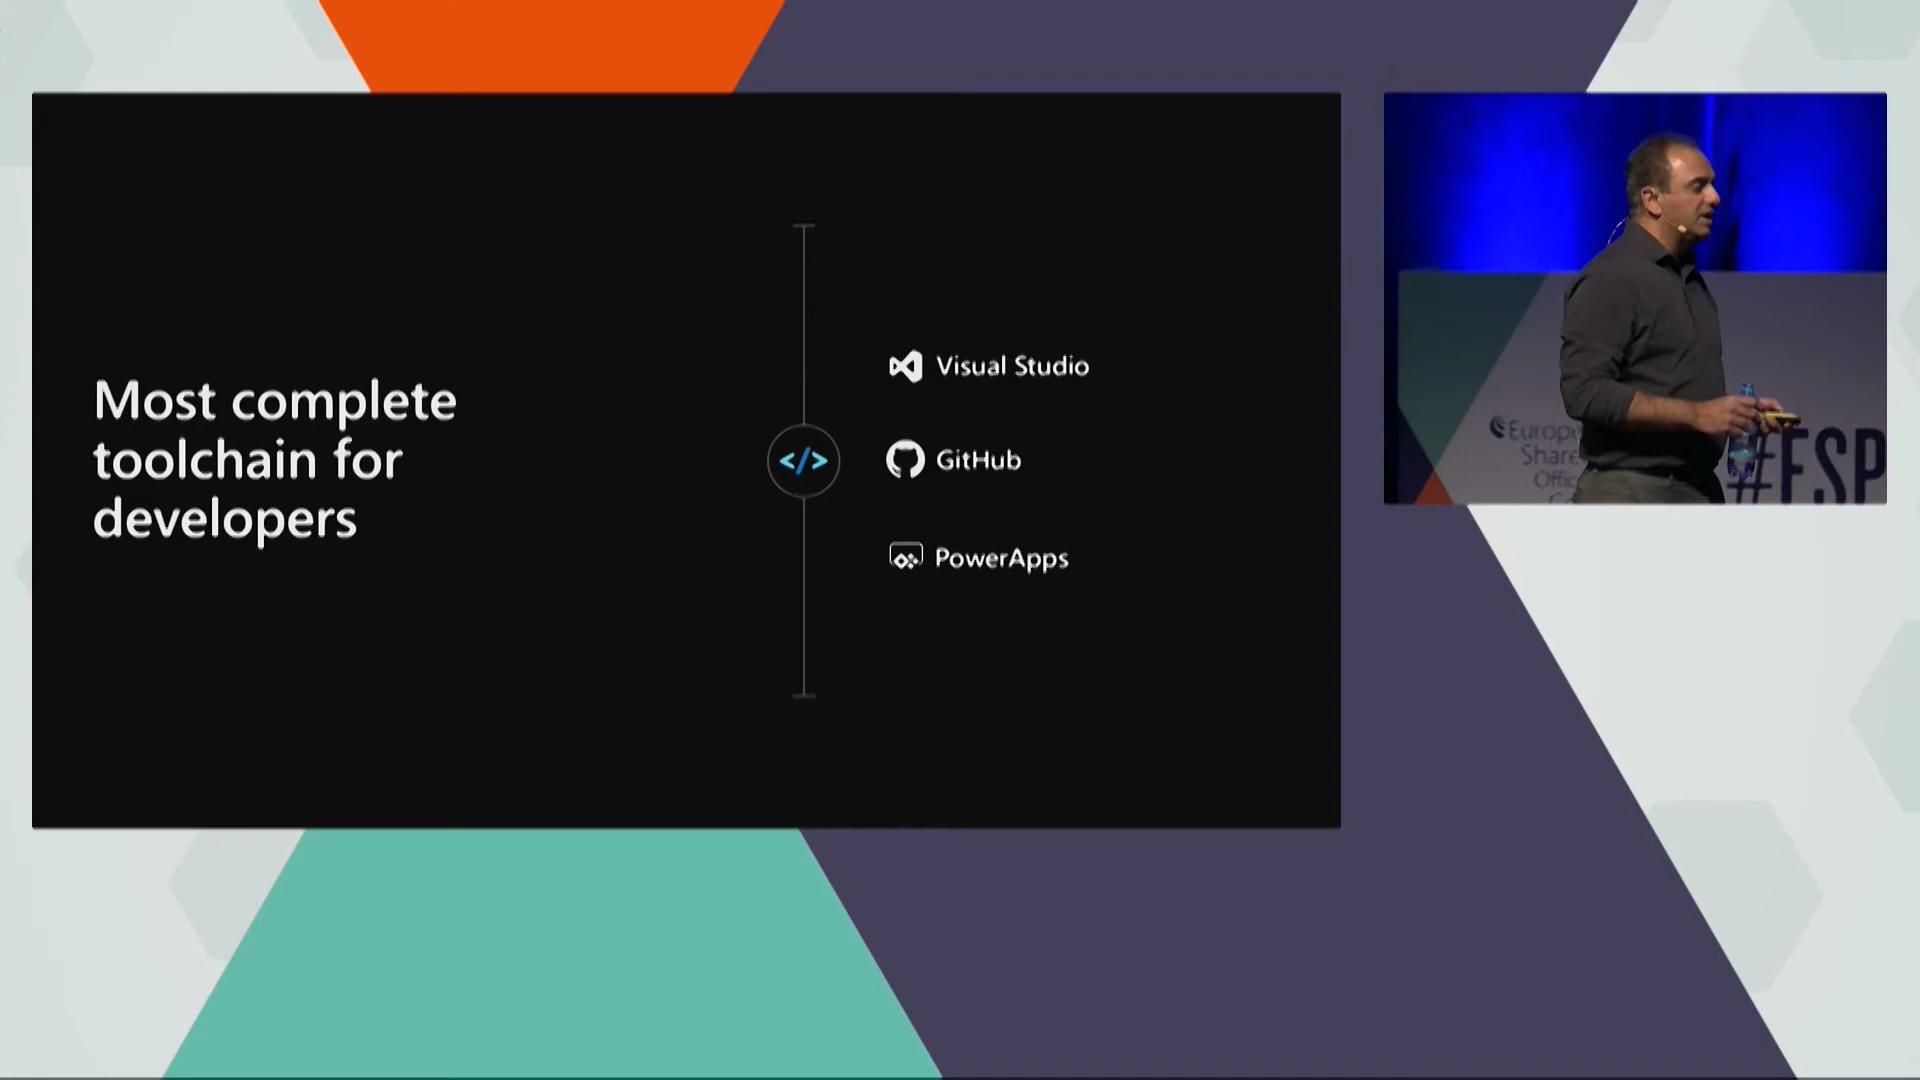 Most complete
toolchain for
developers
</>
Visual Studio
GitHub
PowerApps
Europe
Share
Offic
#ESP